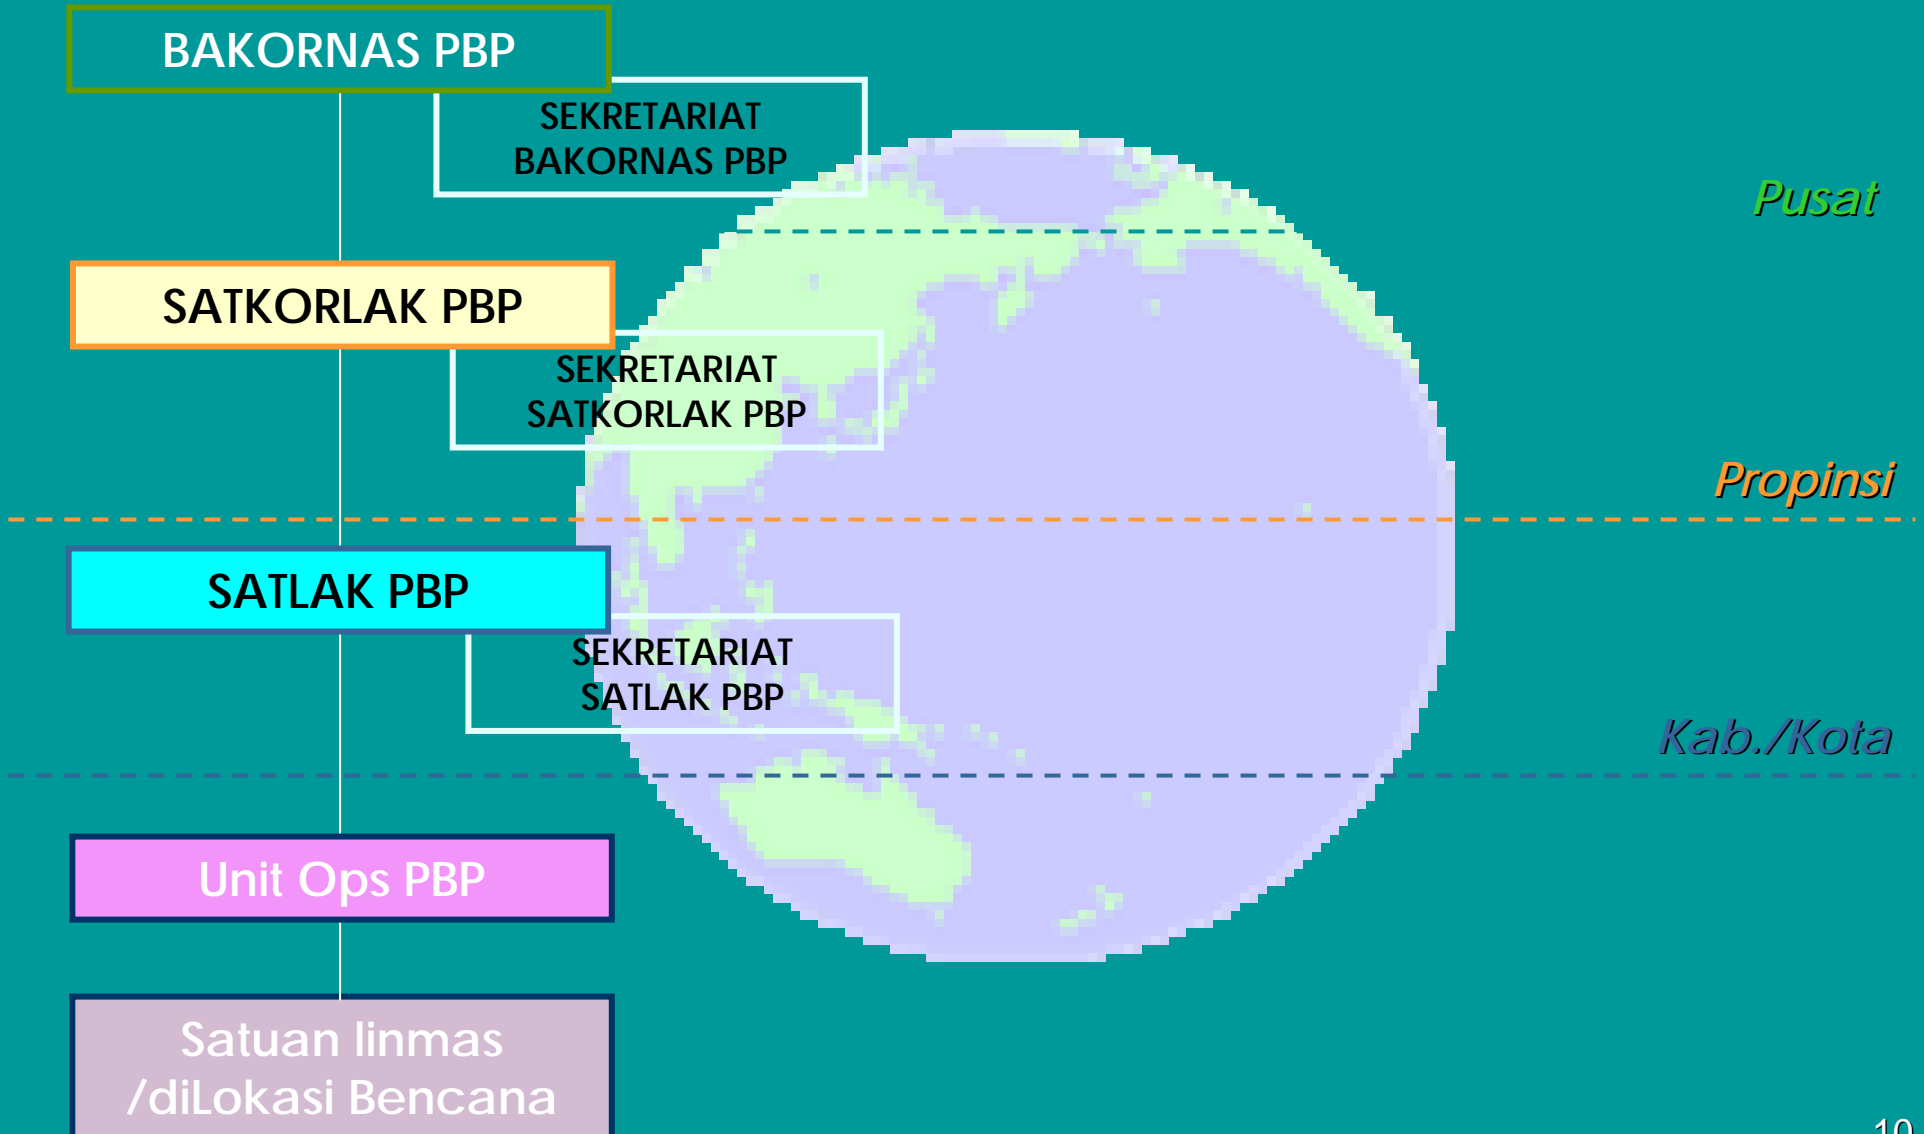 BAKORNAS PBP
SEKRETARIAT
BAKORNAS PBP
Pusat
SATKORLAK PBP
SEKRETARIAT
SATKORLAK PBP
Propinsi
SATLAK PBP
SEKRETARIAT
SATLAK PBP
Kab./Kota
Unit Ops PBP
Satuan linmas
/diLokasi Bencana
10